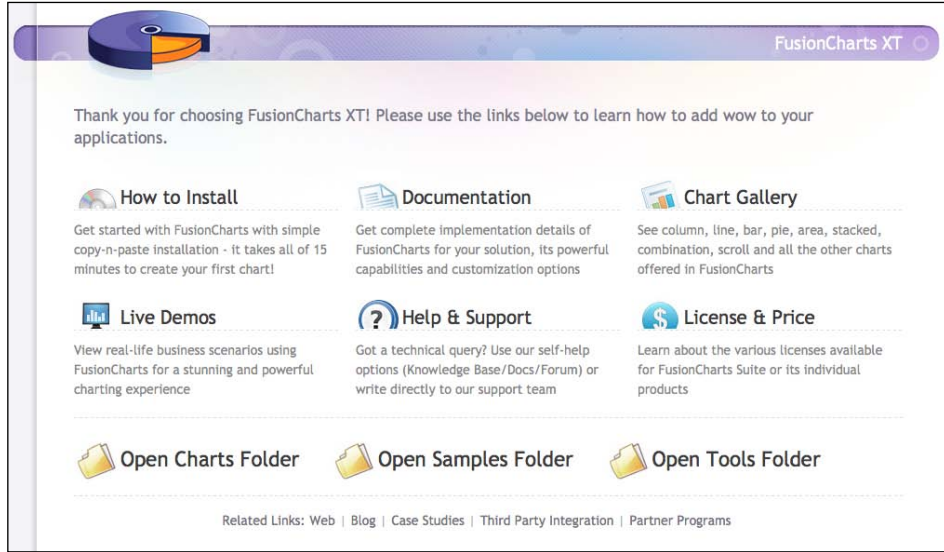 FusionCharts XT
Thank you for choosing FusionCharts XT! Please use the links below to learn how to add wow to your
applications.
How to Install
Get started with FusionCharts with simple
copy-n-paste installation - it takes all of 15
minutes to create your first chart!
Documentation
Get complete implementation details of
FusionCharts for your solution, its powerful
capabilities and customization options
Chart Gallery
See column, line, bar, pie, area, stacked,
combination, scroll and all the other charts
offered in FusionCharts
Live Demos
View real-life business scenarios using
FusionCharts for a stunning and powerful
charting experience
Help & Support
Got a technical query? Use our self-help
options (Knowledge Base/Docs/Forum) or
write directly to our support team
License & Price
Learn about the various licenses available
for FusionCharts Suite or its individual
products
Open Charts Folder
Open Samples Folder
Open Tools Folder
Related Links: Web | Blog | Case Studies | Third Party Integration | Partner Programs